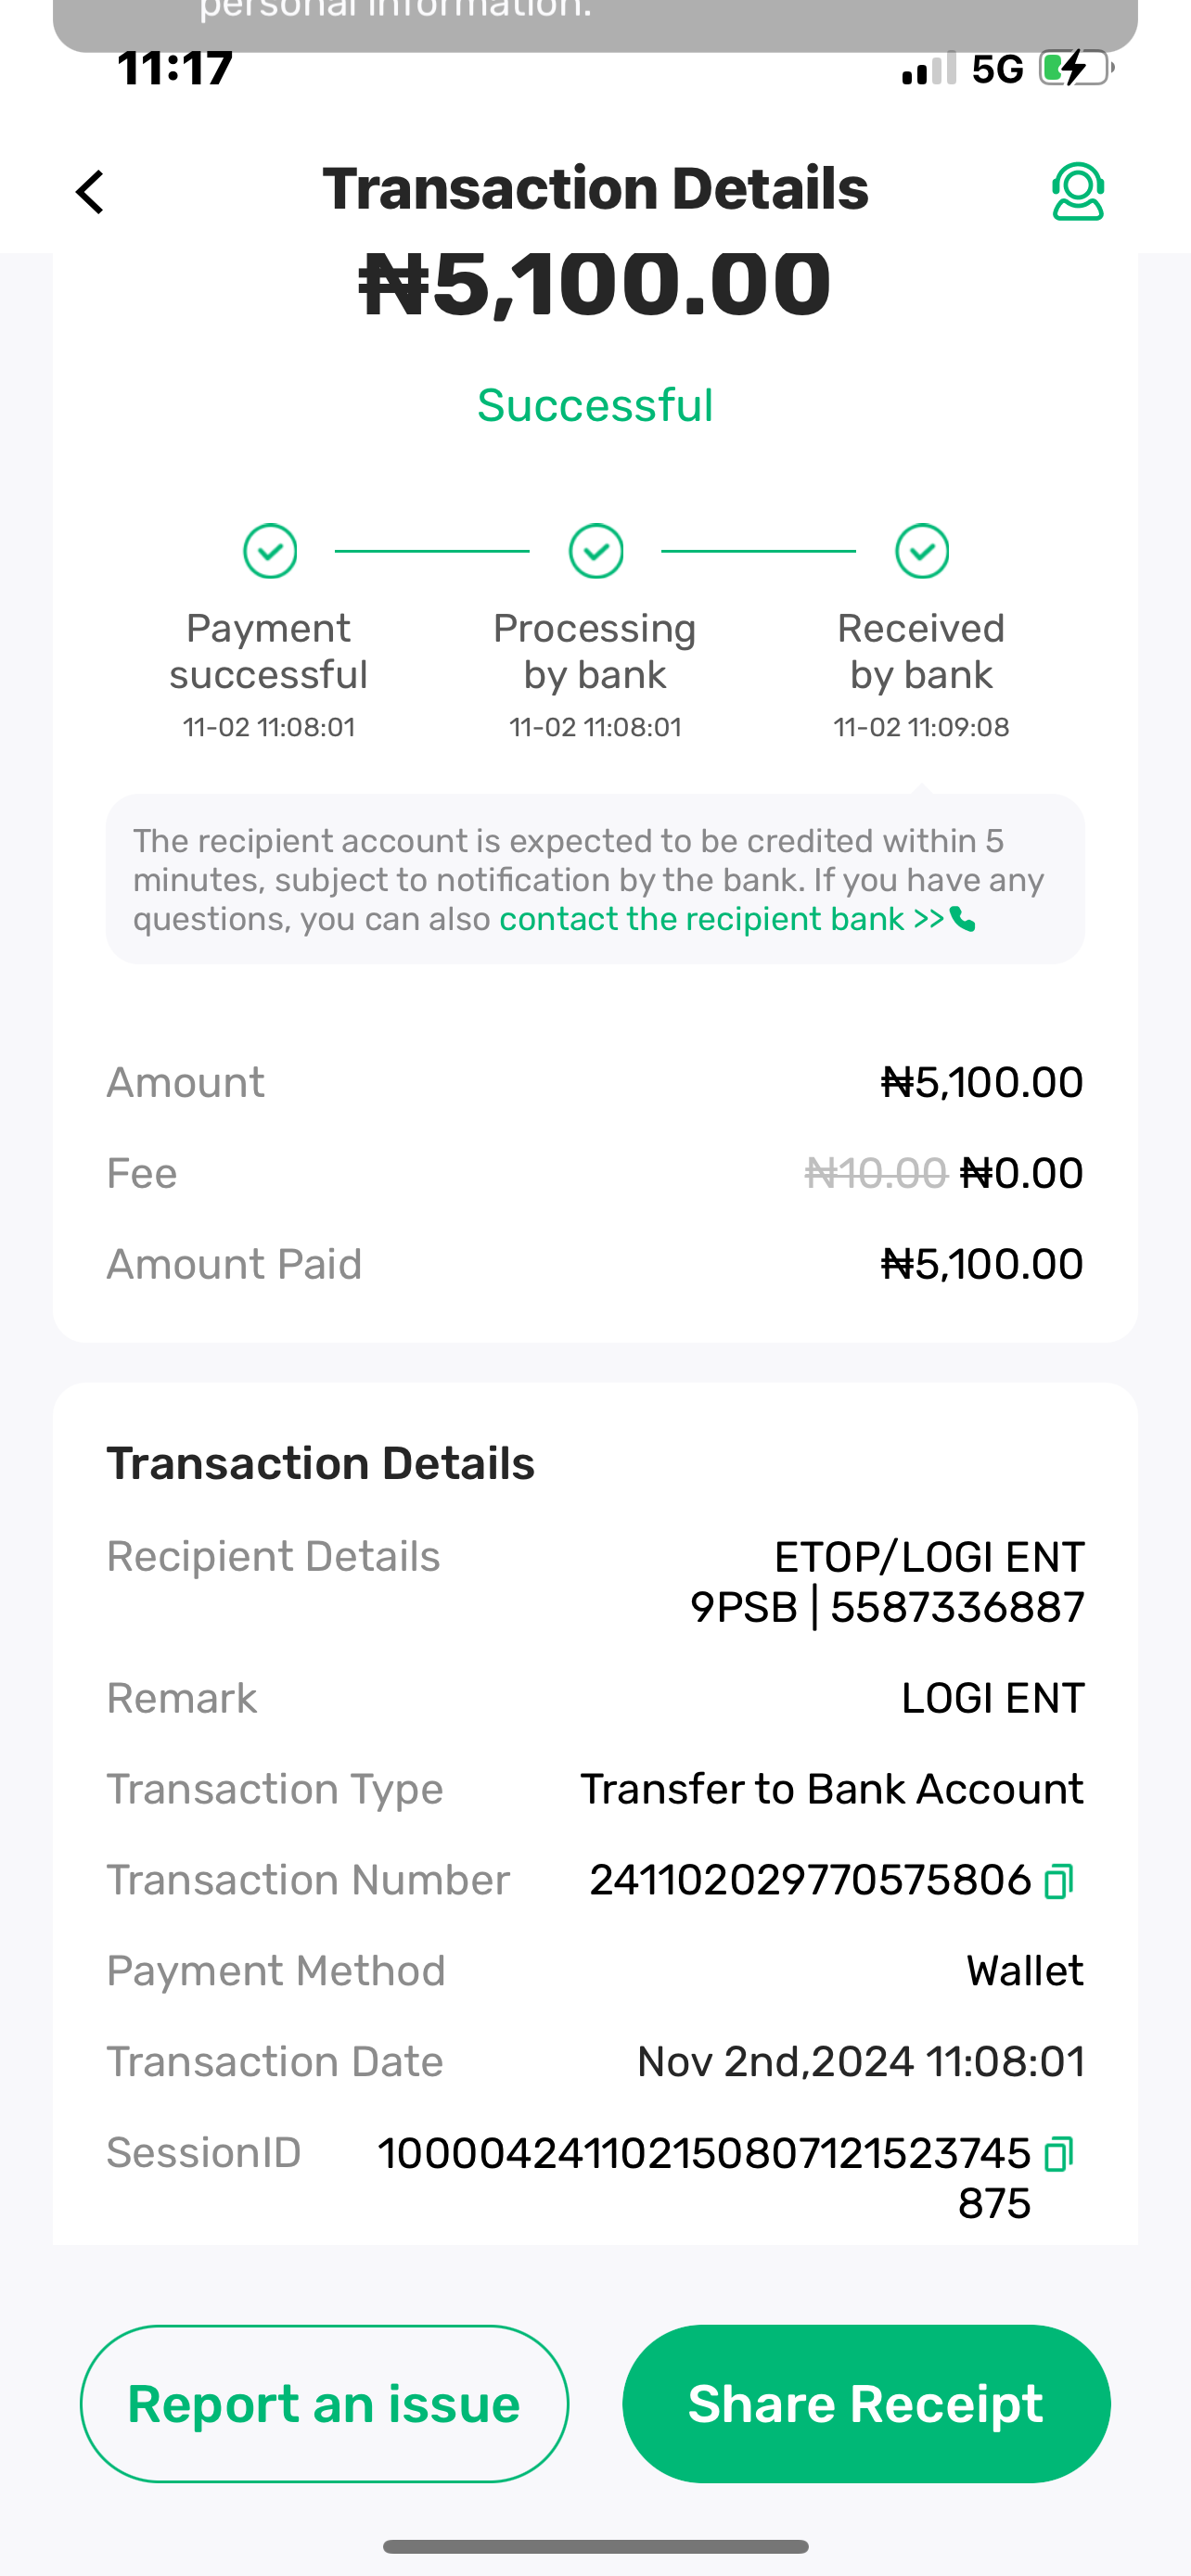 personal information.
11:17
5G
Transaction Details
₦5,100.00
Successful
Payment
successful
11-02 11:08:01
Processing
by bank
11-02 11:08:01
Received
by bank
11-02 11:09:08
The recipient account is expected to be credited within 5
minutes, subject to notification by the bank. If you have any
questions, you can also contact the recipient bank >>
Amount ₦5,100.00
Fee ₦10.00 ₦0.00
Amount Paid ₦5,100.00
Transaction Details
Recipient Details ETOP/LOGI ENT
9PSB | 5587336887
Remark LOGI ENT
Transaction Type Transfer to Bank Account
Transaction Number 241102029770575806
Payment Method Wallet
Transaction Date Nov 2nd,2024 11:08:01
SessionID 100004241102150807121523745
875
Report an issue
Share Receipt